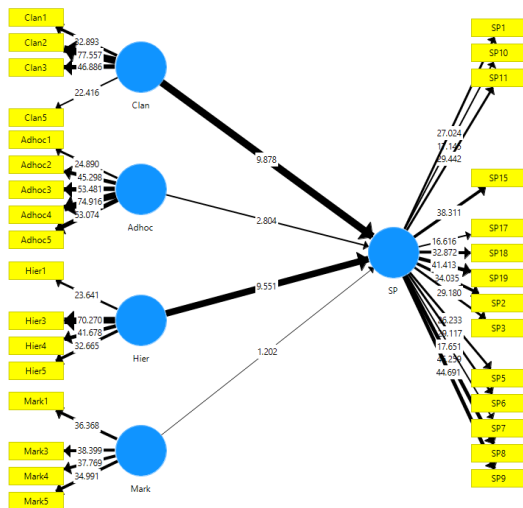 Clan1
Clan2
Clan3
Clan5
32.893
77.557
46.886
22.416
Clan
Adhoc1
Adhoc2
Adhoc3
Adhoc4
Adhoc5
24.890
45.298
53.481
74.916
53.074
Adhoc
Hier1
Hier3
Hier4
Hier5
23.641
70.270
41.678
32.665
Hier
Mark1
Mark3
Mark4
Mark5
36.368
38.399
37.769
34.991
Mark
9.878
2.804
9.551
1.202
SP
27.024
17.145
29.442
38.311
16.616
32.872
41.413
34.035
29.180
17.651
44.691
SP1
SP10
SP11
SP15
SP17
SP18
SP19
SP2
SP3
SP5
SP6
SP7
SP8
SP9